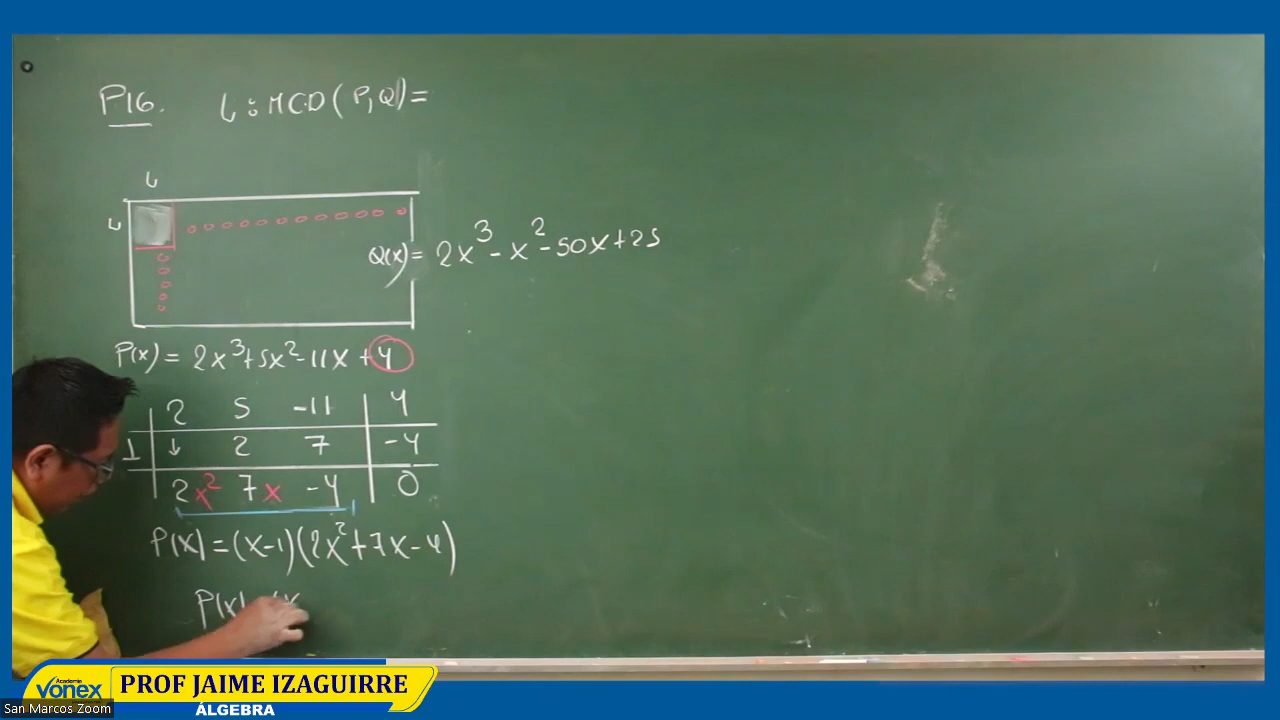 P16. L : MCD(P,Q)=
L
L
Q(x) = 2x³-x²-50x+25
P(x) = 2x³+5x²-11x+4
2 5 -11 4
1 ↓ 2 7 -4
2x² 7x -4 0
P(x) = (x-1)(2x²+7x-4)
P(x)
Academia
Vonex
PROF JAIME IZAGUIRRE
ÁLGEBRA
San Marcos Zoom